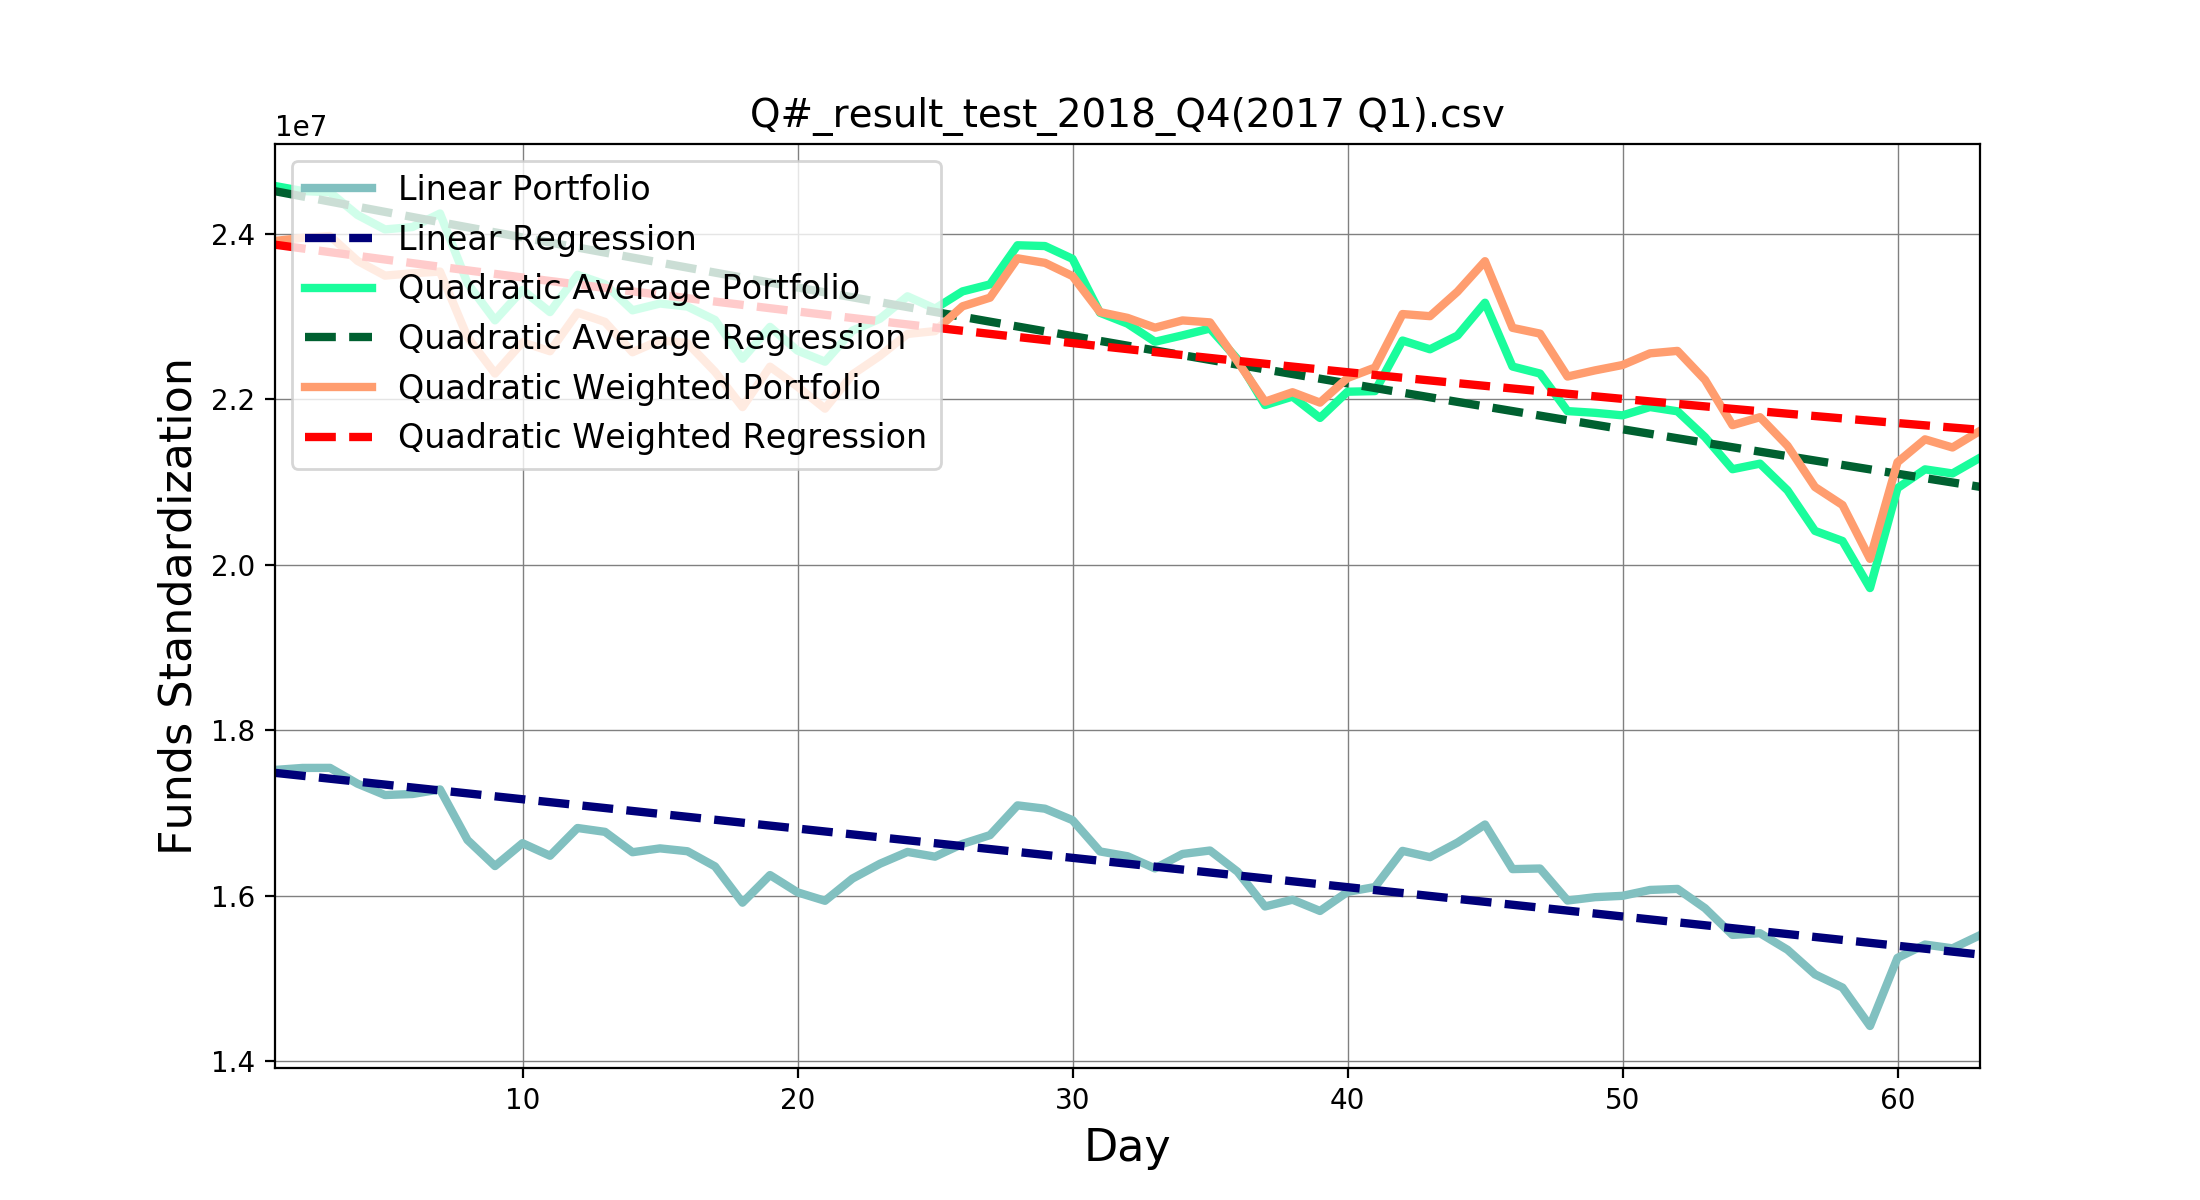 Q#_result_test_2018_Q4(2017 Q1).csv
1e7
Linear Portfolio
Linear Regression
Quadratic Average Portfolio
Quadratic Average Regression
Quadratic Weighted Portfolio
Quadratic Weighted Regression
Funds Standardization
2.4
2.2
2.0
1.8
1.6
1.4
10 20 30 40 50 60
Day